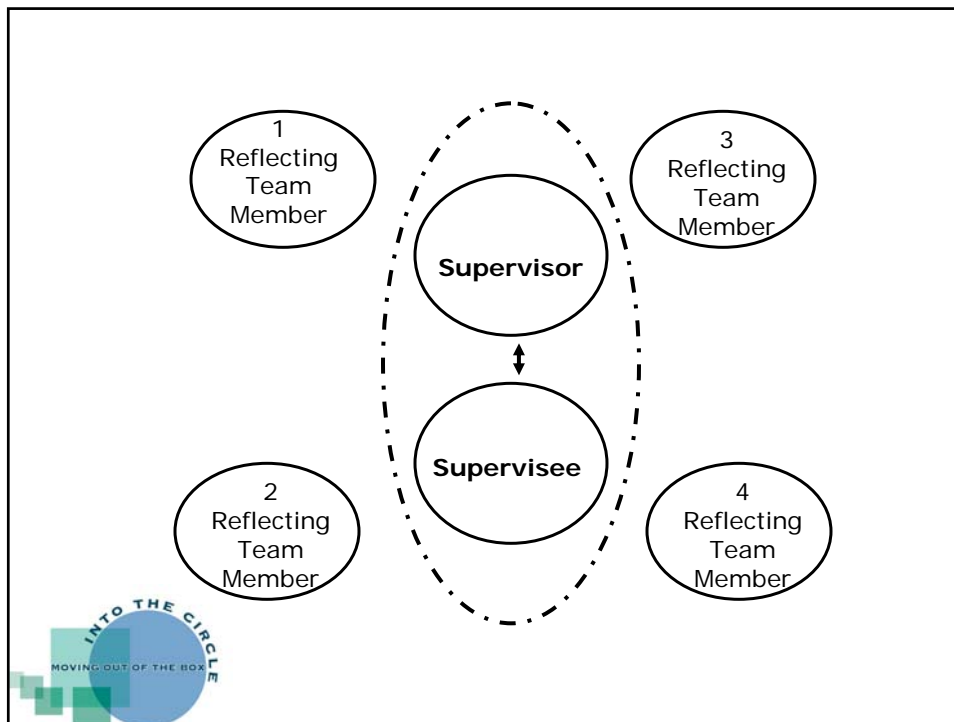 1
Reflecting
Team
Member
3
Reflecting
Team
Member
Supervisor
Supervisee
2
Reflecting
Team
Member
4
Reflecting
Team
Member
INTO THE CIRCLE
MOVING OUT OF THE BOX